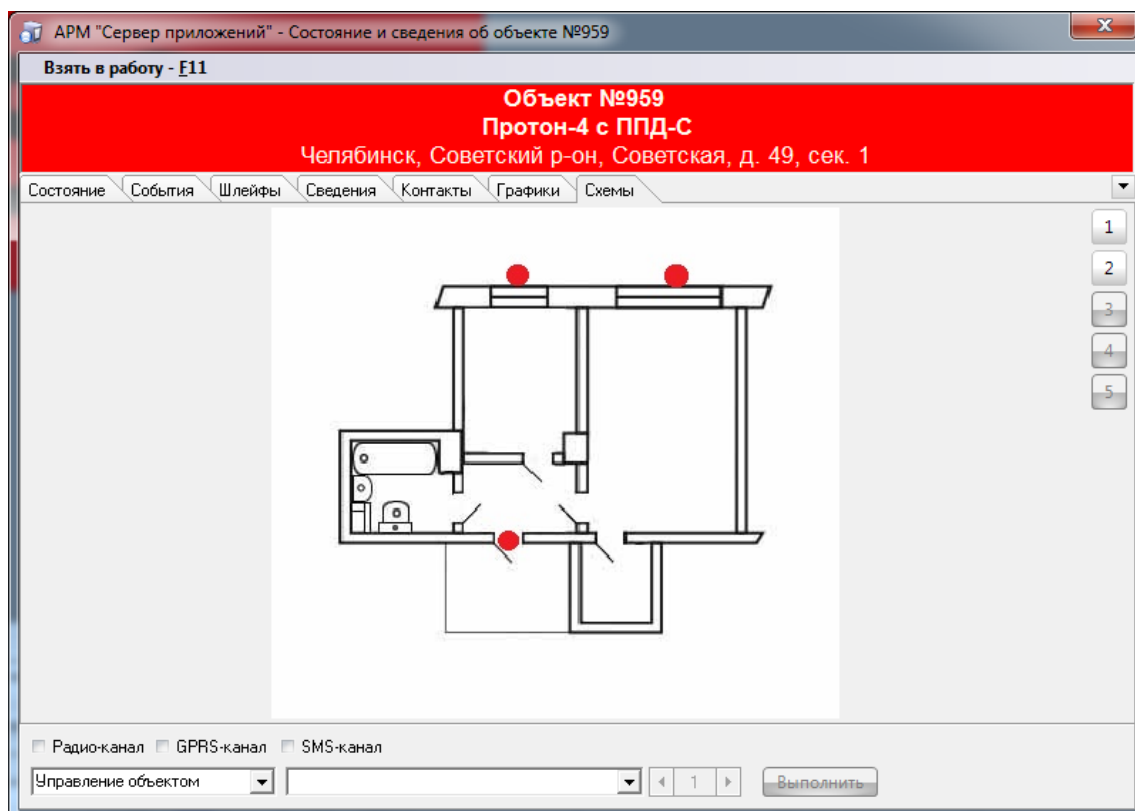 АРМ "Сервер приложений" - Состояние и сведения об объекте №959
Взять в работу - F11
Объект №959
Протон-4 с ППД-С
Челябинск, Советский р-он, Советская, д. 49, сек. 1
Состояние События Шлейфы Сведения Контакты Графики Схемы
1
2
3
4
5
Радио-канал GPRS-канал SMS-канал
Управление объектом 1 Выполнить